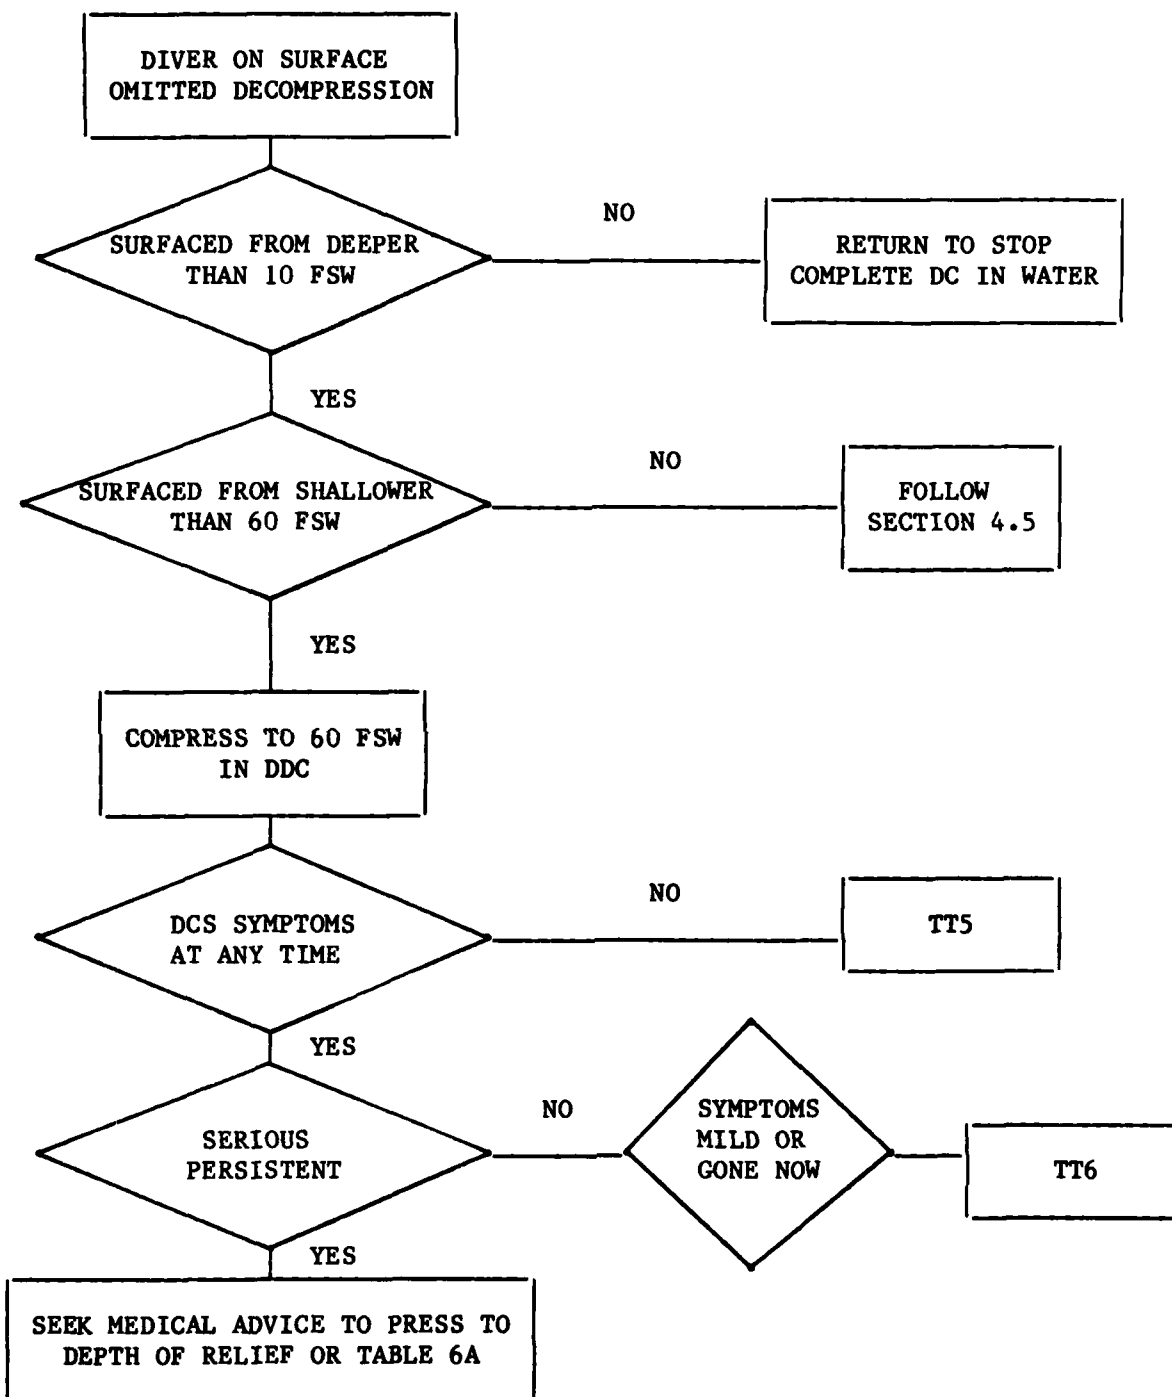 DIVER ON SURFACE
OMITTED DECOMPRESSION
SURFACED FROM DEEPER
THAN 10 FSW
NO
RETURN TO STOP
COMPLETE DC IN WATER
YES
SURFACED FROM SHALLOWER
THAN 60 FSW
NO
FOLLOW
SECTION 4.5
YES
COMPRESS TO 60 FSW
IN DDC
DCS SYMPTOMS
AT ANY TIME
NO
TT5
YES
SERIOUS
PERSISTENT
NO
SYMPTOMS
MILD OR
GONE NOW
TT6
YES
SEEK MEDICAL ADVICE TO PRESS TO
DEPTH OF RELIEF OR TABLE 6A